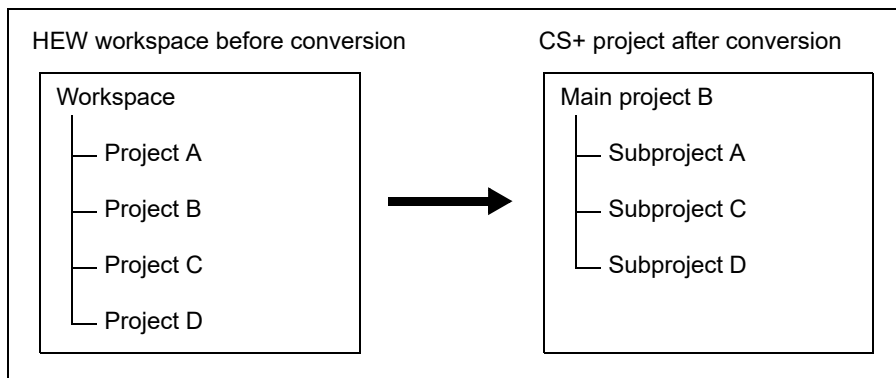 HEW workspace before conversion
Workspace
Project A
Project B
Project C
Project D
CS+ project after conversion
Main project B
Subproject A
Subproject C
Subproject D